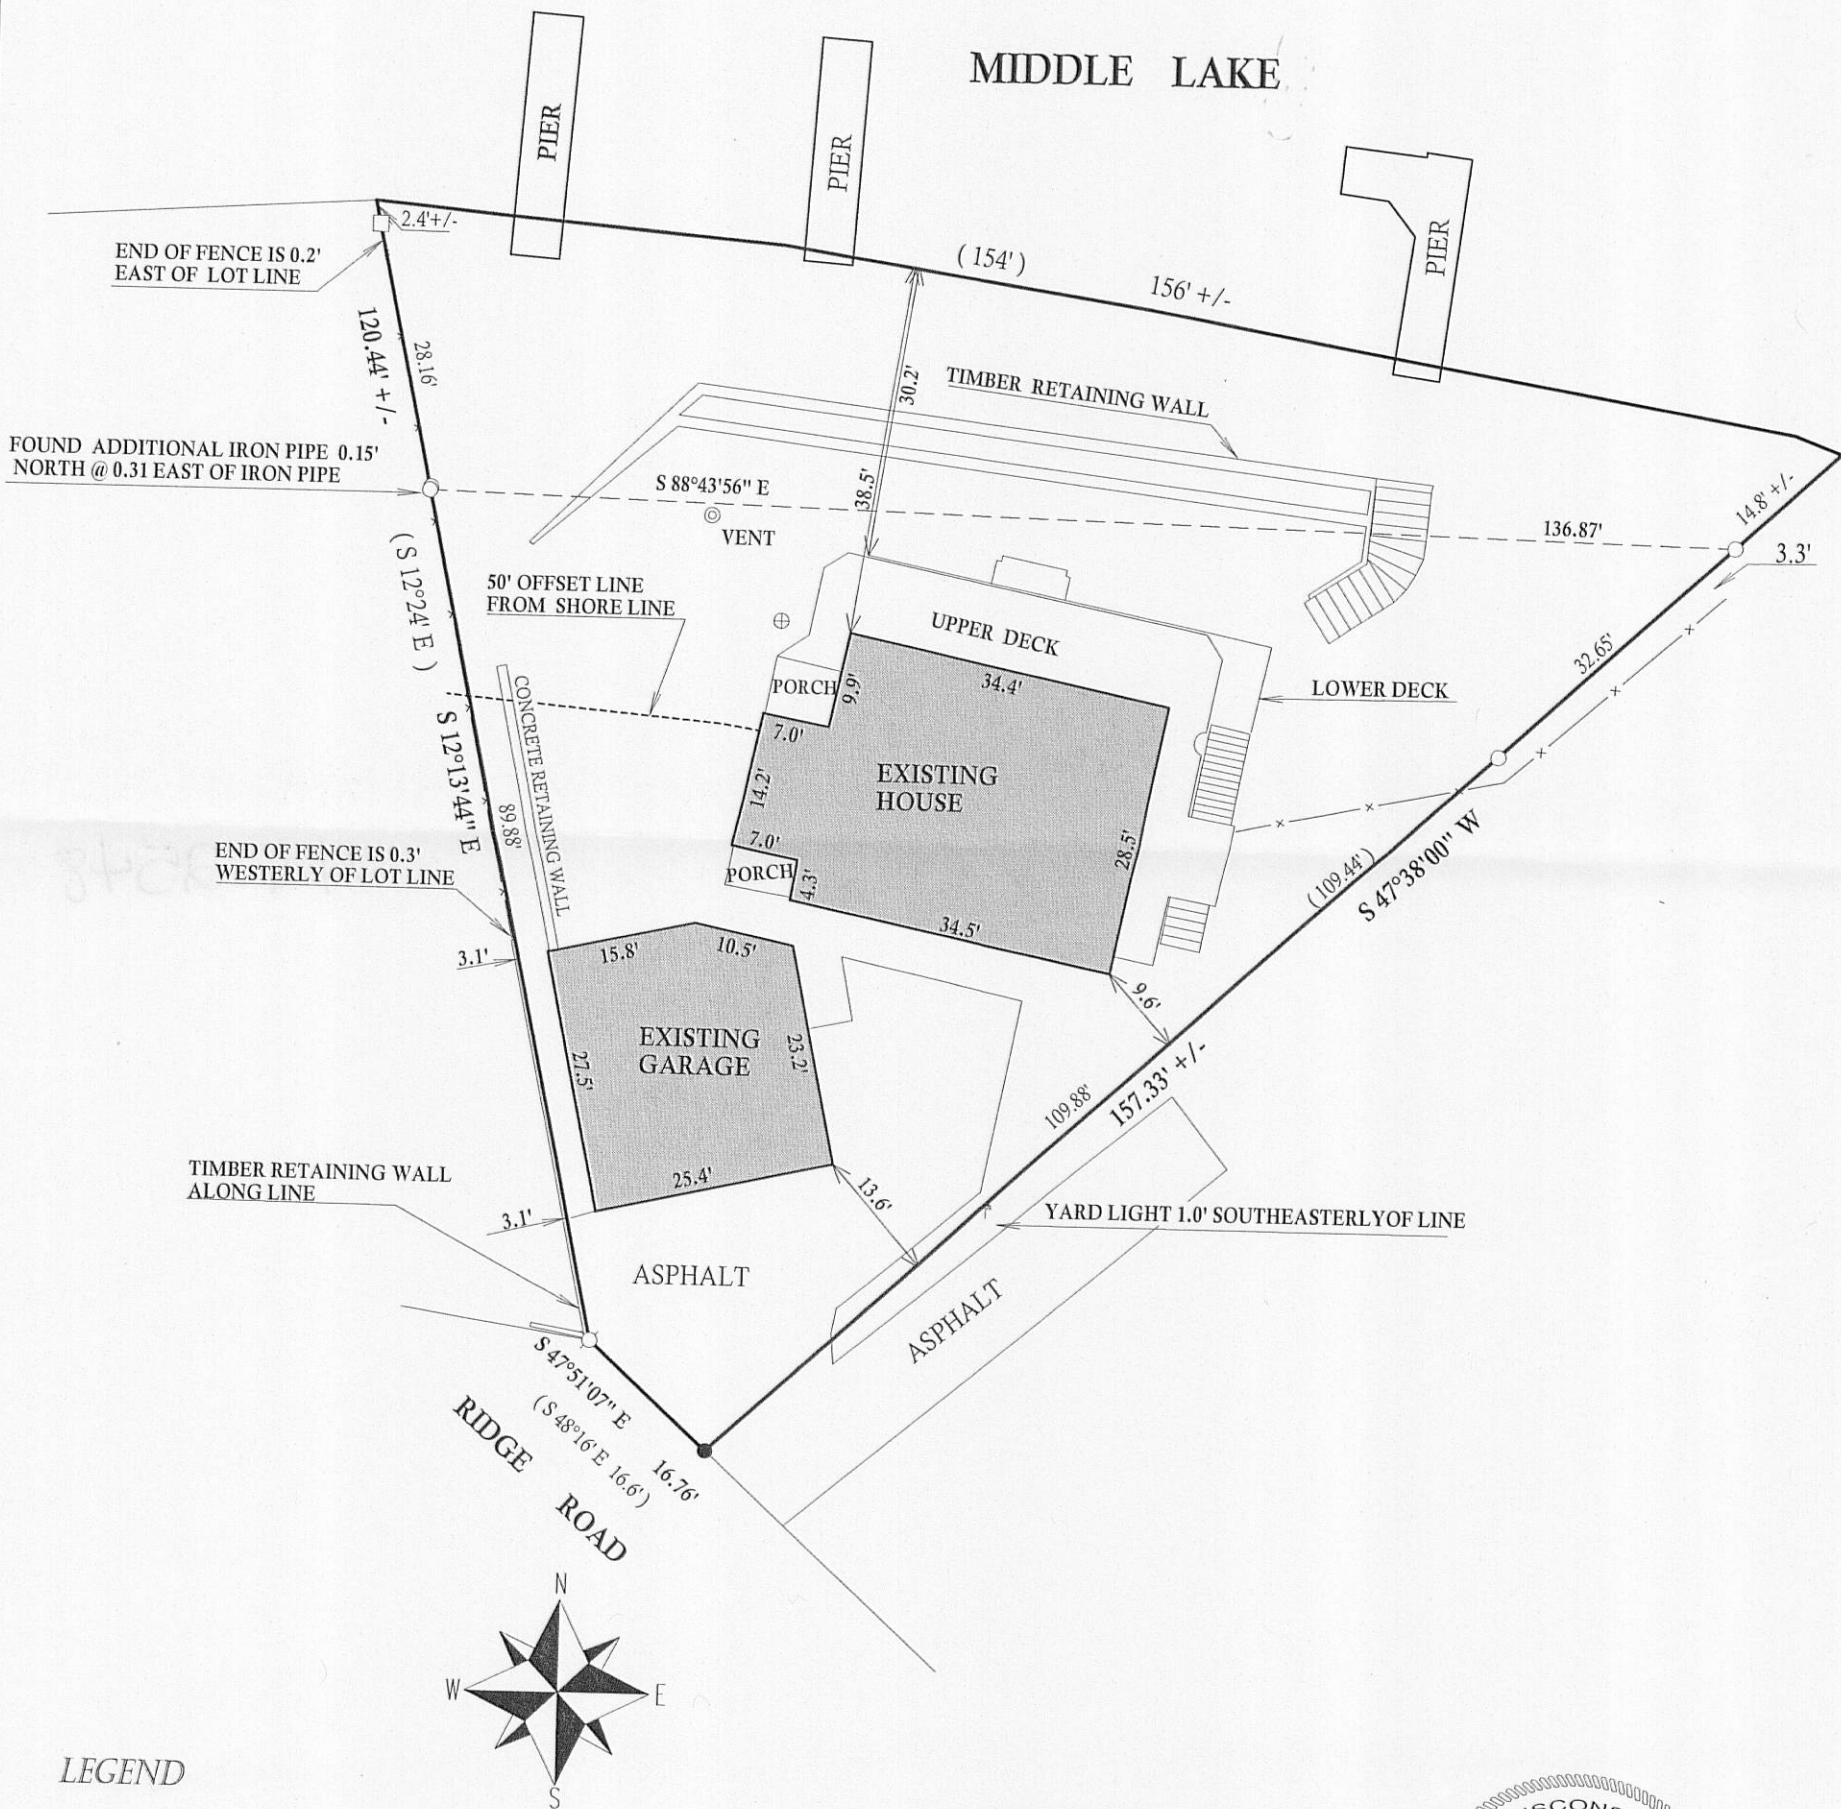 MIDDLE LAKE
PIER
PIER
PIER
2.4'+/-
END OF FENCE IS 0.2'
EAST OF LOT LINE
( 154' )
156' +/-
120.44' +/-
28.16'
30.2'
TIMBER RETAINING WALL
FOUND ADDITIONAL IRON PIPE 0.15'
NORTH @ 0.31 EAST OF IRON PIPE
S 88°43'56" E
38.5'
VENT
136.87'
14.8' +/-
3.3'
( S 12°24' E )
50' OFFSET LINE
FROM SHORE LINE
UPPER DECK
32.65'
PORCH
9.9'
34.4'
LOWER DECK
S 12°13'44" E
CONCRETE RETAINING WALL
7.0'
14.2'
EXISTING
HOUSE
89.88'
END OF FENCE IS 0.3'
WESTERLY OF LOT LINE
7.0'
PORCH
4.3'
28.5'
34.5'
( 109.44' )
S 47°38'00" W
3.1'
15.8'
10.5'
9.6'
EXISTING
GARAGE
27.5'
23.2'
109.88'
157.33' +/-
25.4'
TIMBER RETAINING WALL
ALONG LINE
3.1'
13.6'
YARD LIGHT 1.0' SOUTHEASTERLYOF LINE
ASPHALT
ASPHALT
S 47°51'07" E
( S 48°16' E 16.6')
16.76'
RIDGE ROAD
N
W
E
S
LEGEND